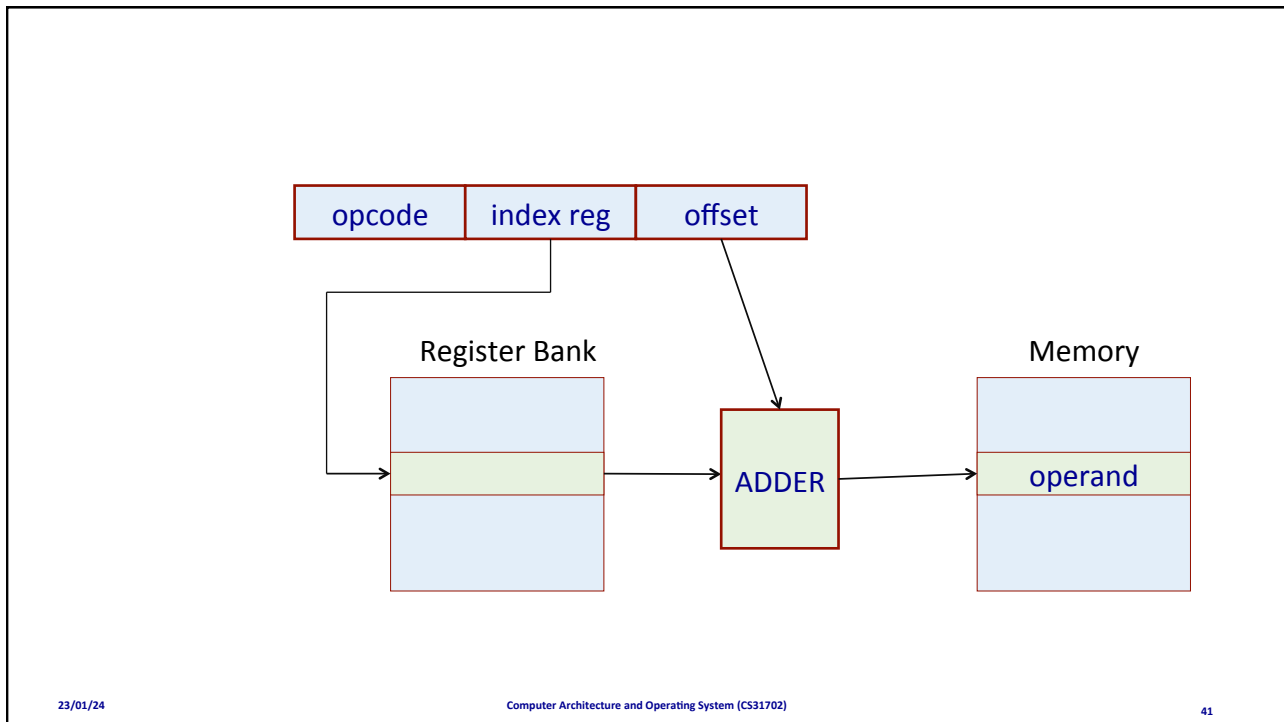 opcode index reg offset
Register Bank
Memory
ADDER
operand
23/01/24
Computer Architecture and Operating System (CS31702)
41